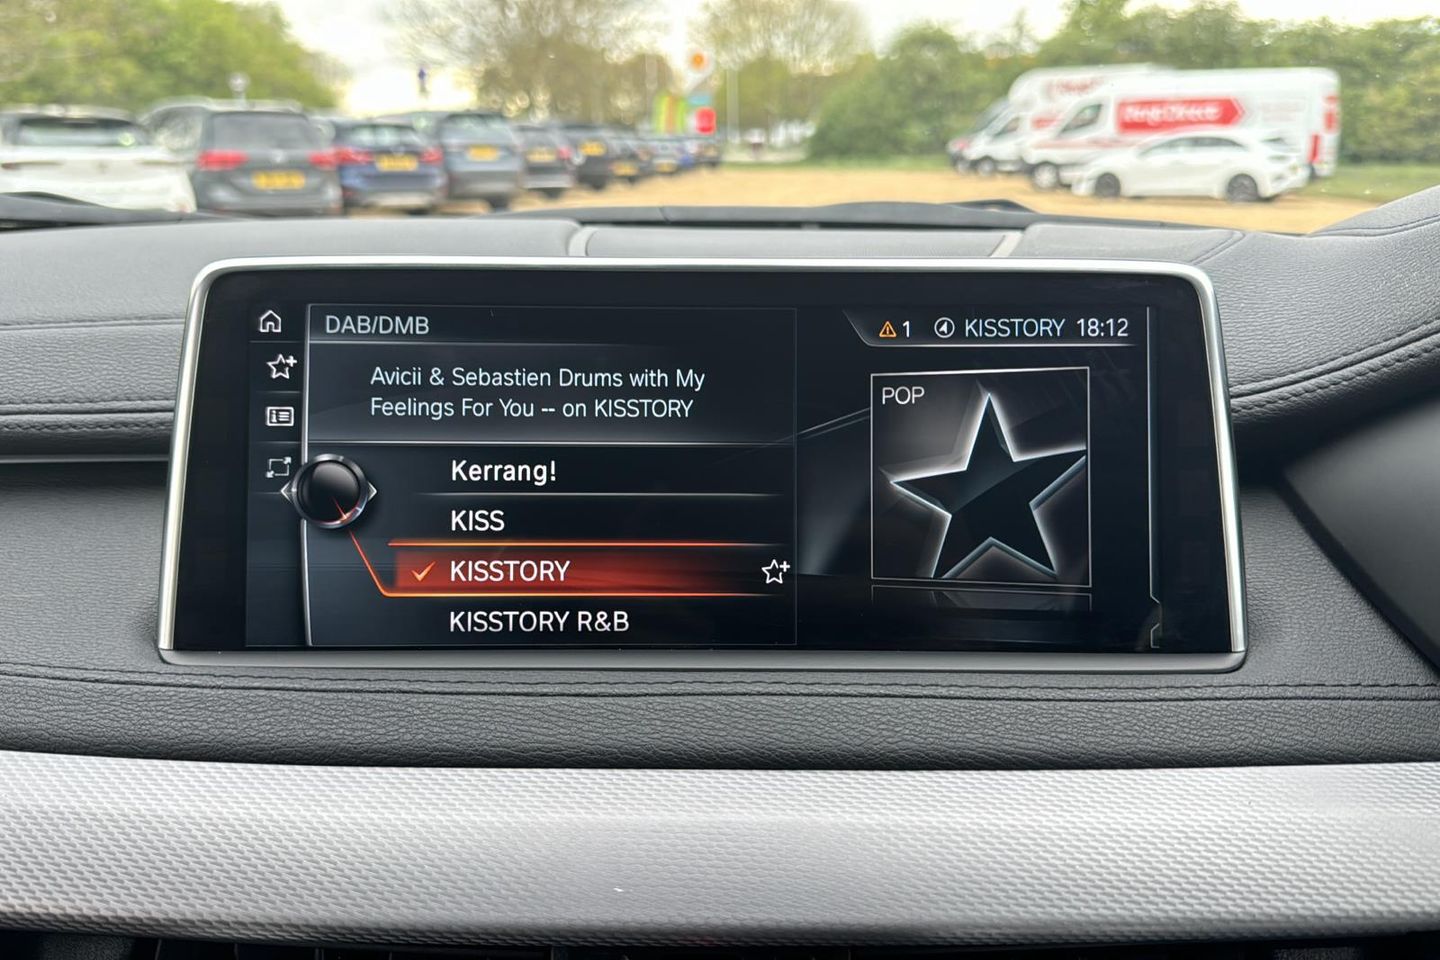 DAB/DMB
1 KISSTORY 18:12
Avicii & Sebastien Drums with My
Feelings For You -- on KISSTORY
POP
Kerrang!
KISS
KISSTORY
KISSTORY R&B